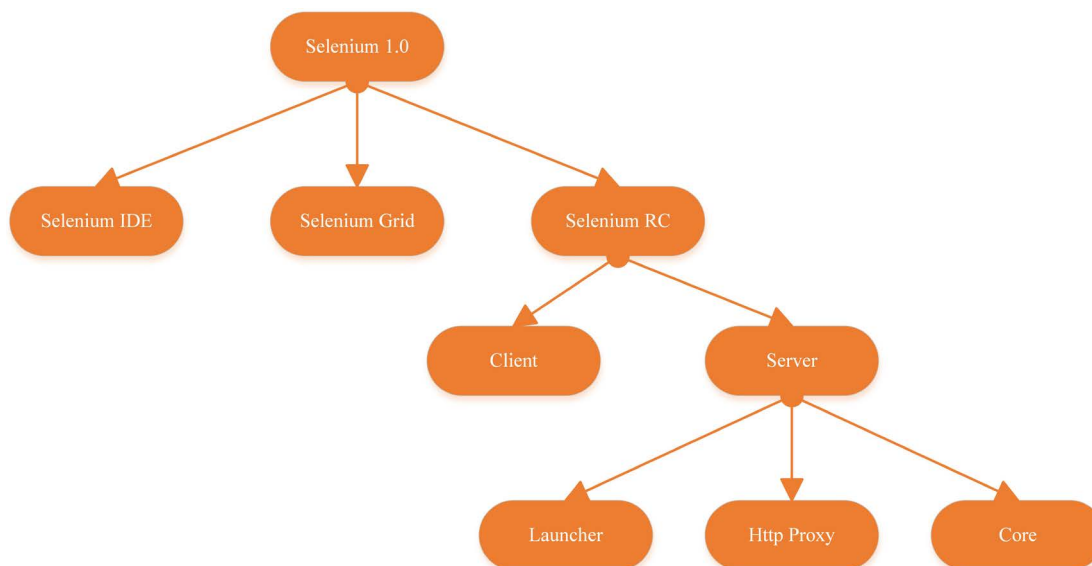 Selenium 1.0
Selenium IDE
Selenium Grid
Selenium RC
Client
Server
Launcher
Http Proxy
Core